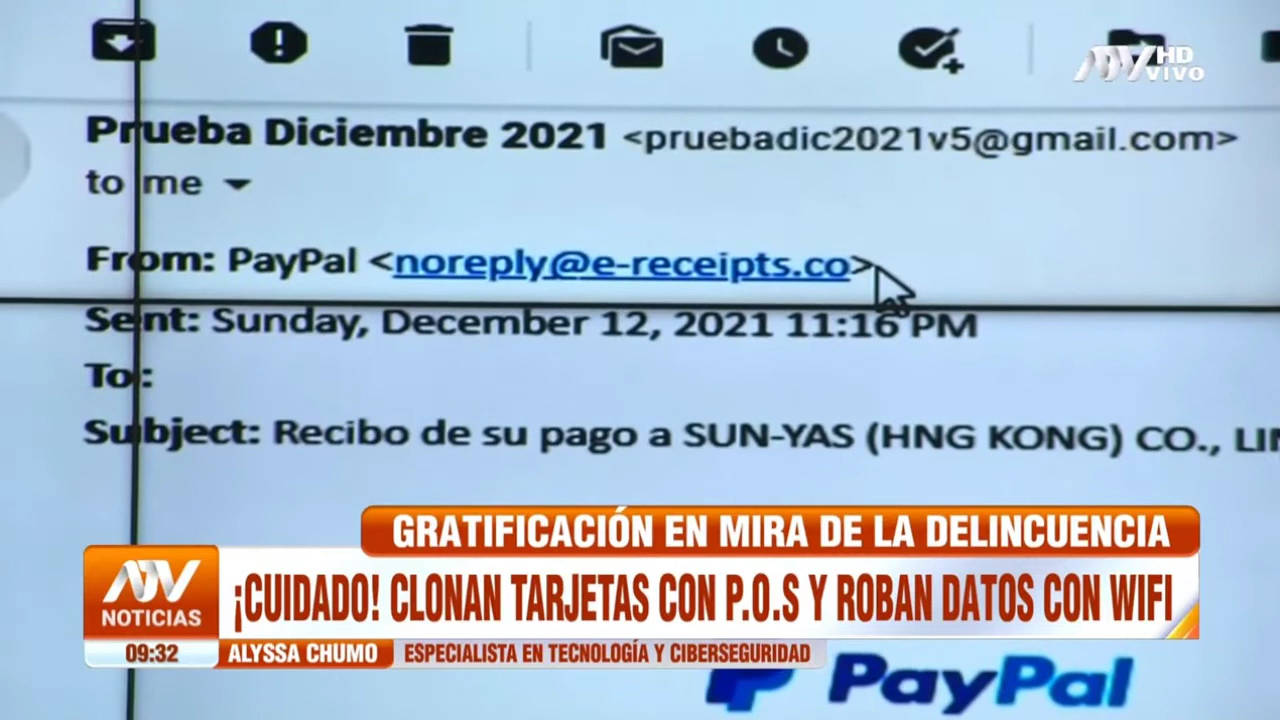 ATV HD
VIVO
Prueba Diciembre 2021 <pruebadic2021v5@gmail.com>
to me
From: PayPal <noreply@e-receipts.co>
Sent: Sunday, December 12, 2021 11:16 PM
To:
Subject: Recibo de su pago a SUN-YAS (HNG KONG) CO., LI
GRATIFICACIÓN EN MIRA DE LA DELINCUENCIA
ATV
NOTICIAS
¡CUIDADO! CLONAN TARJETAS CON P.O.S Y ROBAN DATOS CON WIFI
09:32
ALYSSA CHUMO
ESPECIALISTA EN TECNOLOGÍA Y CIBERSEGURIDAD
PayPal